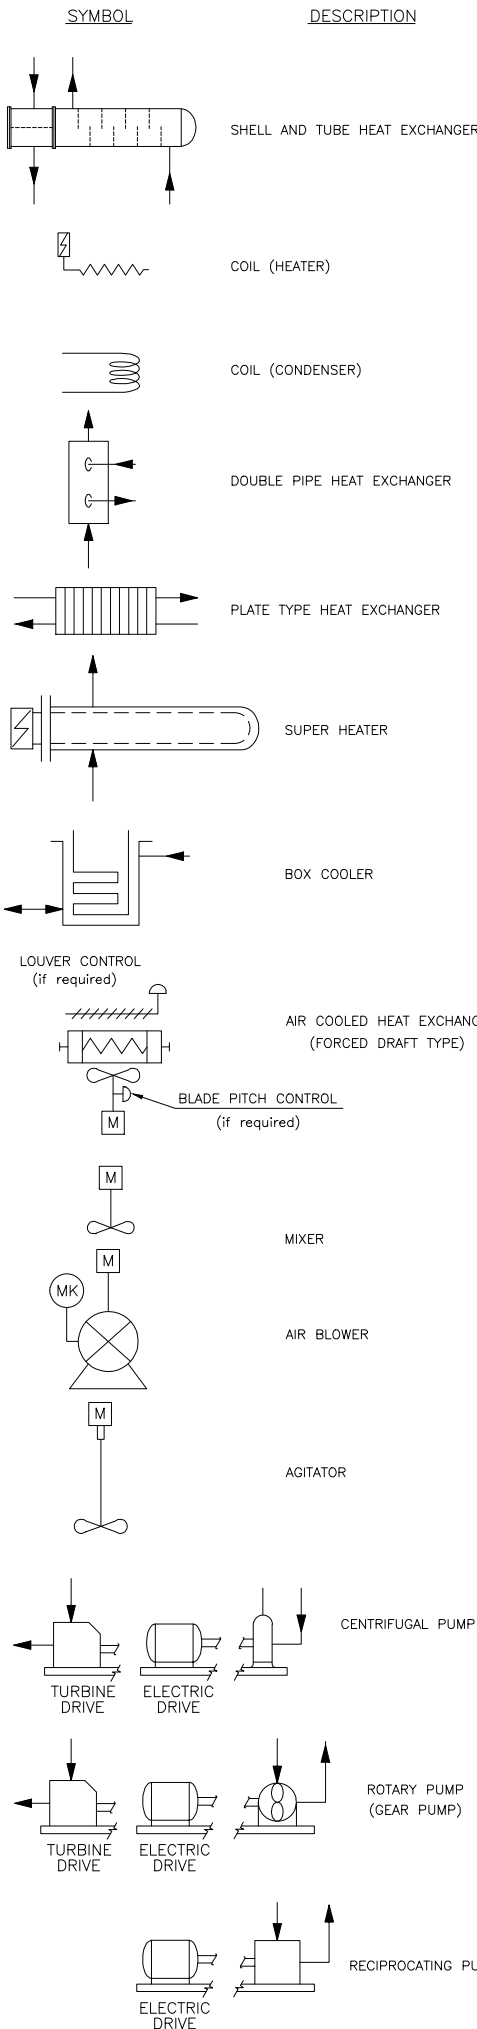 SYMBOL DESCRIPTION
SHELL AND TUBE HEAT EXCHANGER
COIL (HEATER)
COIL (CONDENSER)
DOUBLE PIPE HEAT EXCHANGER
PLATE TYPE HEAT EXCHANGER
SUPER HEATER
BOX COOLER
LOUVER CONTROL
(if required)
AIR COOLED HEAT EXCHANG
(FORCED DRAFT TYPE)
BLADE PITCH CONTROL
(if required)
M
M
MIXER
M
MK
AIR BLOWER
M
AGITATOR
CENTRIFUGAL PUMP
TURBINE DRIVE
ELECTRIC DRIVE
ROTARY PUMP
(GEAR PUMP)
TURBINE DRIVE
ELECTRIC DRIVE
RECIPROCATING PU
ELECTRIC DRIVE